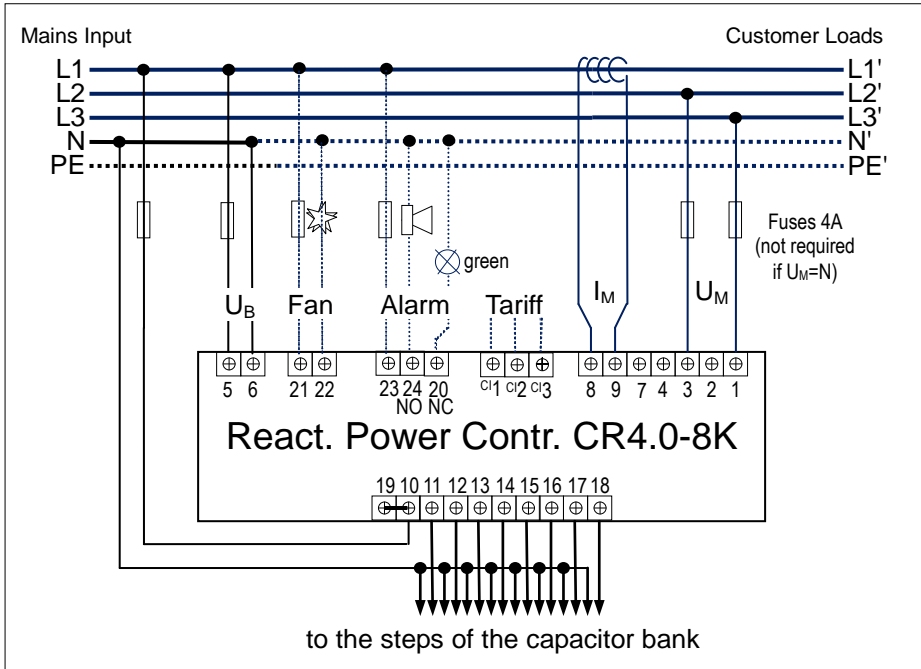 Mains Input
Customer Loads
L1
L1'
L2
L2'
L3
L3'
N
N'
PE
PE'
Fuses 4A
(not required
if UM=N)
green
UB Fan Alarm Tariff IM UM
5 6 21 22 23 24 20 CI1 CI2 CI3 8 9 7 4 3 2 1
NO NC
React. Power Contr. CR4.0-8K
19 10 11 12 13 14 15 16 17 18
to the steps of the capacitor bank